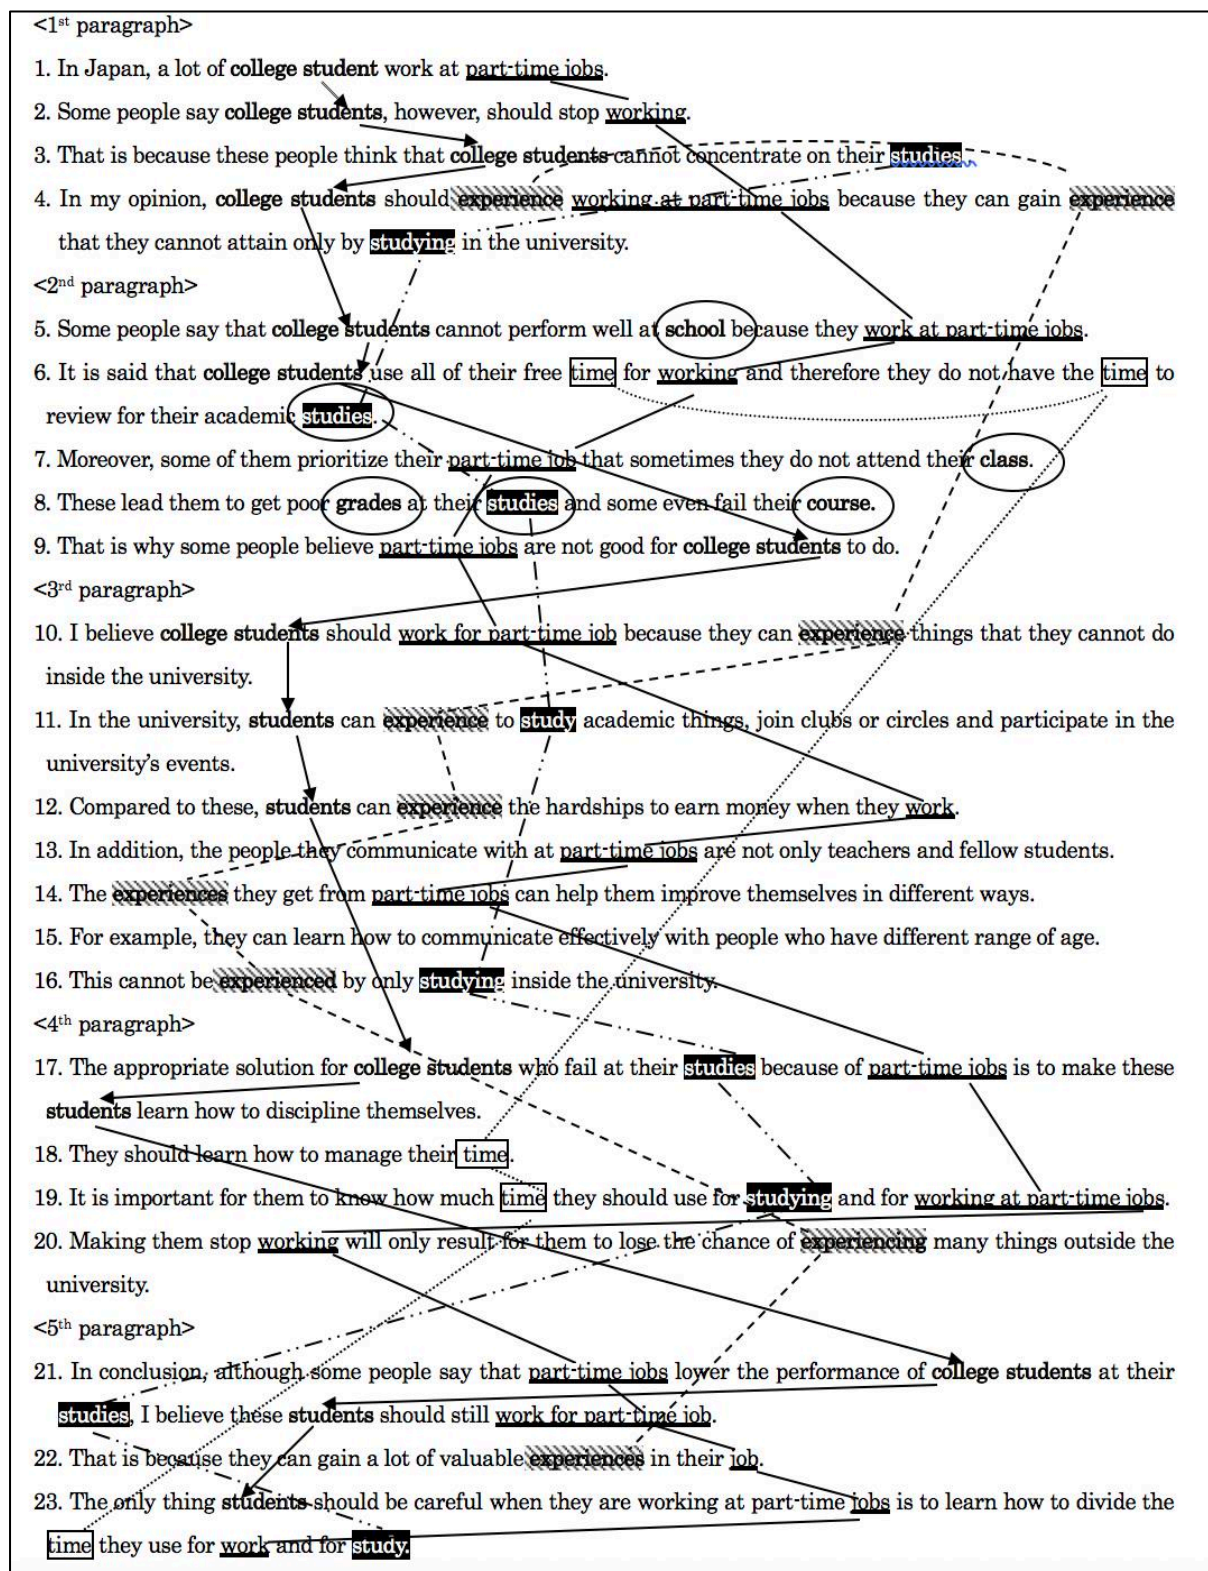 <1st paragraph>
1. In Japan, a lot of college student work at part-time jobs.
2. Some people say college students, however, should stop working.
3. That is because these people think that college students cannot concentrate on their studies.
4. In my opinion, college students should experience working at part-time jobs because they can gain experience
that they cannot attain only by studying in the university.
<2nd paragraph>
5. Some people say that college students cannot perform well at school because they work at part-time jobs.
6. It is said that college students use all of their free time for working and therefore they do not have the time to
review for their academic studies.
7. Moreover, some of them prioritize their part-time job that sometimes they do not attend their class.
8. These lead them to get poor grades at their studies and some even fail their course.
9. That is why some people believe part-time jobs are not good for college students to do.
<3rd paragraph>
10. I believe college students should work for part-time job because they can experience things that they cannot do
inside the university.
11. In the university, students can experience to study academic things, join clubs or circles and participate in the
university's events.
12. Compared to these, students can experience the hardships to earn money when they work.
13. In addition, the people they communicate with at part-time jobs are not only teachers and fellow students.
14. The experiences they get from part-time jobs can help them improve themselves in different ways.
15. For example, they can learn how to communicate effectively with people who have different range of age.
16. This cannot be experienced by only studying inside the university.
<4th paragraph>
17. The appropriate solution for college students who fail at their studies because of part-time jobs is to make these
students learn how to discipline themselves.
18. They should learn how to manage their time.
19. It is important for them to know how much time they should use for studying and for working at part-time jobs.
20. Making them stop working will only result for them to lose the chance of experiencing many things outside the
university.
<5th paragraph>
21. In conclusion, although some people say that part-time jobs lower the performance of college students at their
studies, I believe these students should still work for part-time job.
22. That is because they can gain a lot of valuable experiences in their job.
23. The only thing students should be careful when they are working at part-time jobs is to learn how to divide the
time they use for work and for study.